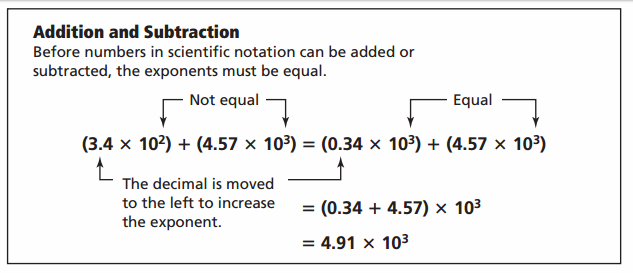 Addition and Subtraction
Before numbers in scientific notation can be added or
subtracted, the exponents must be equal.
Not equal
Equal
(3.4 × 10²) + (4.57 × 10³) = (0.34 × 10³) + (4.57 × 10³)
The decimal is moved
to the left to increase
the exponent.
= (0.34 + 4.57) × 10³
= 4.91 × 10³